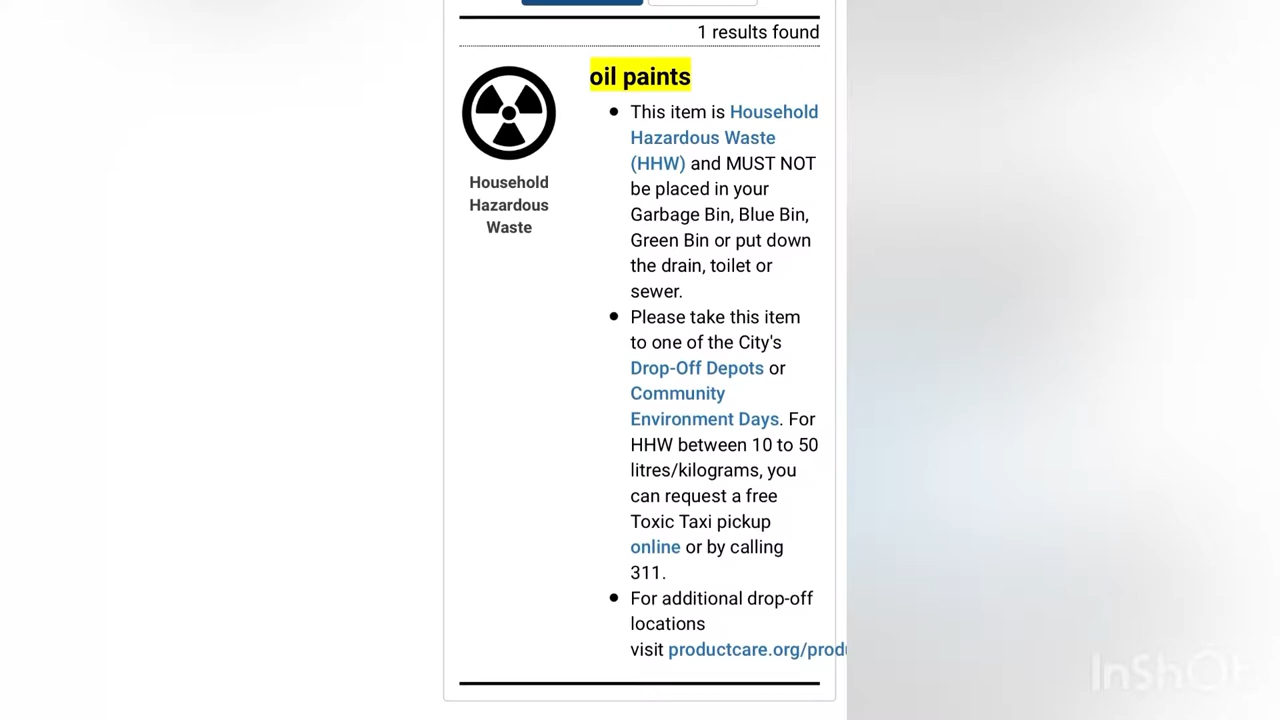 1 results found
oil paints
Household
Hazardous
Waste
• This item is Household
Hazardous Waste
(HHW) and MUST NOT
be placed in your
Garbage Bin, Blue Bin,
Green Bin or put down
the drain, toilet or
sewer.
• Please take this item
to one of the City's
Drop-Off Depots or
Community
Environment Days. For
HHW between 10 to 50
litres/kilograms, you
can request a free
Toxic Taxi pickup
online or by calling
311.
• For additional drop-off
locations
visit productcare.org/produ
InShOt